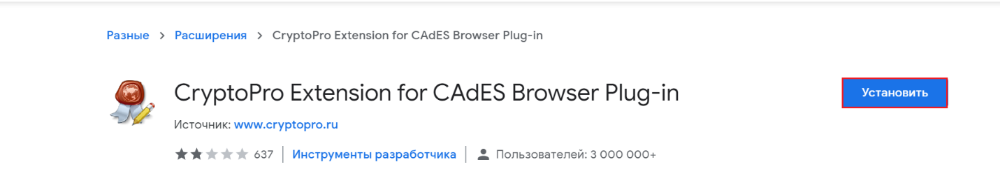 Разные > Расширения > CryptoPro Extension for CAdES Browser Plug-in
CryptoPro Extension for CAdES Browser Plug-in
Установить
Источник: www.cryptopro.ru
637 | Инструменты разработчика | Пользователей: 3 000 000+